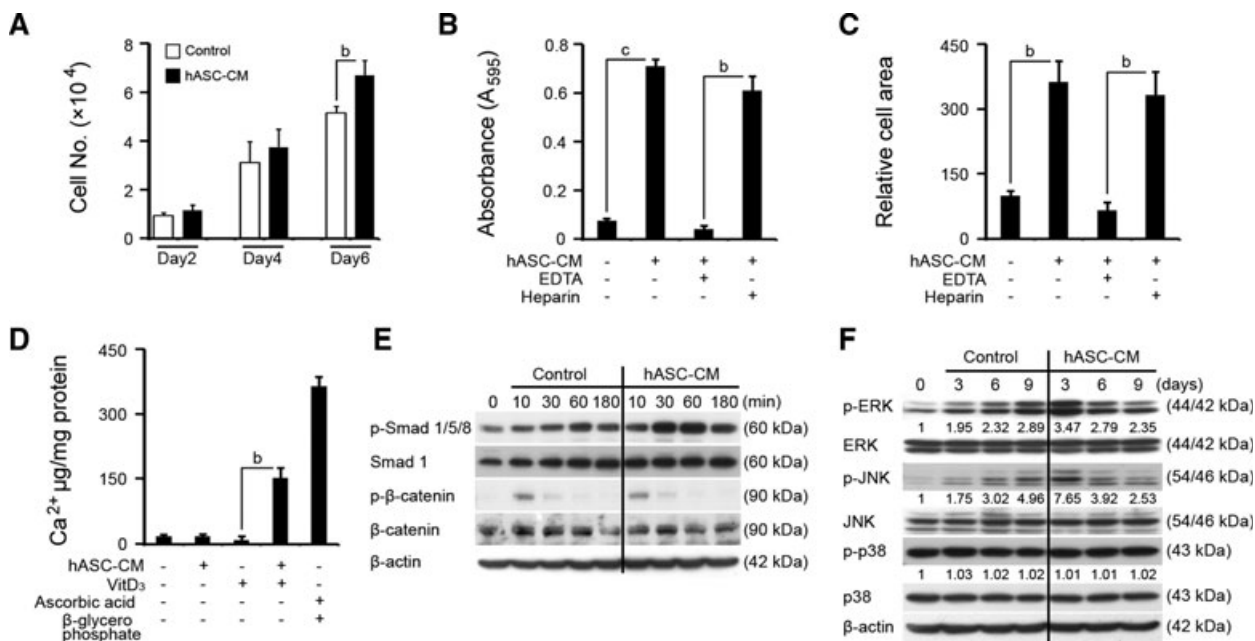 A
Cell No. (×10⁴)
8
6
4
2
0
Control
hASC-CM
b
Day2 Day4 Day6
B
Absorbance (A₅₉₅)
0.8
0.6
0.4
0.2
0
c
b
hASC-CM - + + +
EDTA - - + -
Heparin - - - +
C
Relative cell area
450
300
150
0
b
b
hASC-CM - + + +
EDTA - - + -
Heparin - - - +
D
Ca²⁺ µg/mg protein
450
300
150
0
b
hASC-CM - + - + -
VitD₃ - - + + -
Ascorbic acid - - - - +
β-glycero - - - - +
phosphate
E
Control hASC-CM
0 10 30 60 180 10 30 60 180 (min)
p-Smad 1/5/8 (60 kDa)
Smad 1 (60 kDa)
p-β-catenin (90 kDa)
β-catenin (90 kDa)
β-actin (42 kDa)
F
Control hASC-CM
0 3 6 9 3 6 9 (days)
p-ERK (44/42 kDa)
1 1.95 2.32 2.89 3.47 2.79 2.35
ERK (44/42 kDa)
p-JNK (54/46 kDa)
1 1.75 3.02 4.96 7.65 3.92 2.53
JNK (54/46 kDa)
p-p38 (43 kDa)
1 1.03 1.02 1.02 1.01 1.01 1.02
p38 (43 kDa)
β-actin (42 kDa)